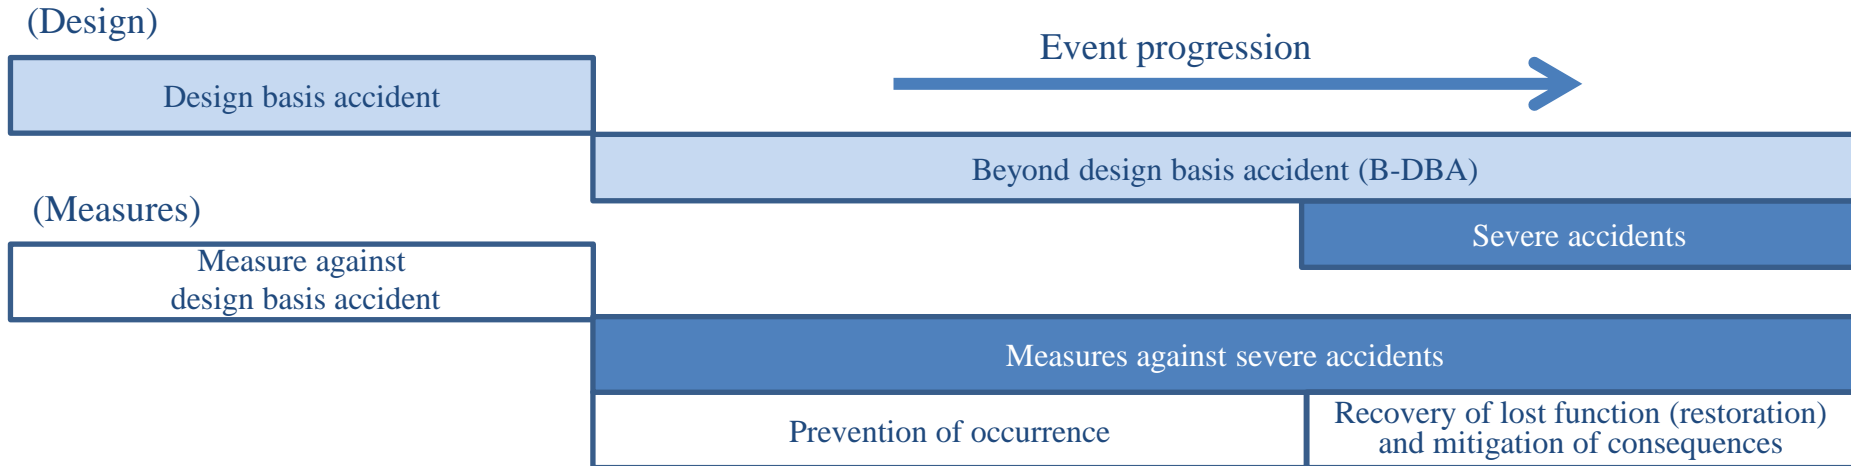 (Design)
Event progression
Design basis accident
Beyond design basis accident (B-DBA)
(Measures)
Severe accidents
Measure against
design basis accident
Measures against severe accidents
Prevention of occurrence
Recovery of lost function (restoration)
and mitigation of consequences